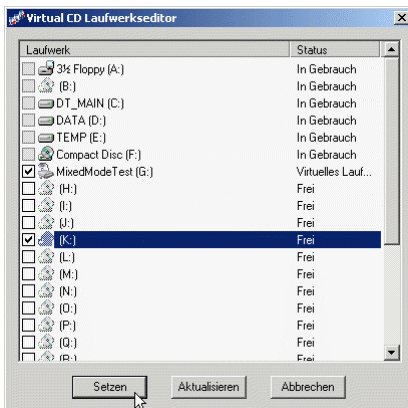 Virtual CD Laufwerkseditor
Laufwerk Status
3½ Floppy (A:) In Gebrauch
(B:) In Gebrauch
DT_MAIN (C:) In Gebrauch
DATA (D:) In Gebrauch
TEMP (E:) In Gebrauch
Compact Disc (F:) In Gebrauch
MixedModeTest (G:) Virtuelles Lauf...
(H:) Frei
(I:) Frei
(J:) Frei
(K:) Frei
(L:) Frei
(M:) Frei
(N:) Frei
(O:) Frei
(P:) Frei
(Q:) Frei
(R:) Frei
Setzen Aktualisieren Abbrechen